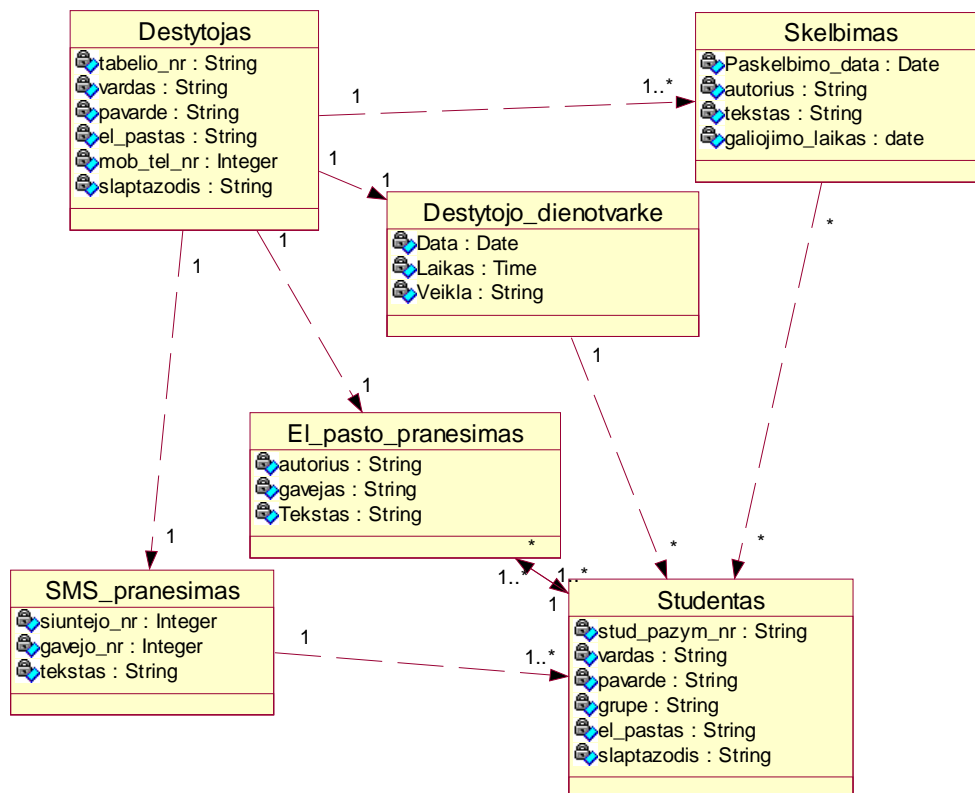 Destytojas
tabelio_nr : String
vardas : String
pavarde : String
el_pastas : String
mob_tel_nr : Integer
slaptazodis : String
Skelbimas
Paskelbimo_data : Date
autorius : String
tekstas : String
galiojimo_laikas : date
1
1..*
1
1
Destytojo_dienotvarke
Data : Date
Laikas : Time
Veikla : String
1
1
*
1
1
El_pasto_pranesimas
autorius : String
gavejas : String
Tekstas : String
*
1
*
*
1..*
1..*
1
SMS_pranesimas
siuntejo_nr : Integer
gavejo_nr : Integer
tekstas : String
1
1..*
Studentas
stud_pazym_nr : String
vardas : String
pavarde : String
grupe : String
el_pastas : String
slaptazodis : String